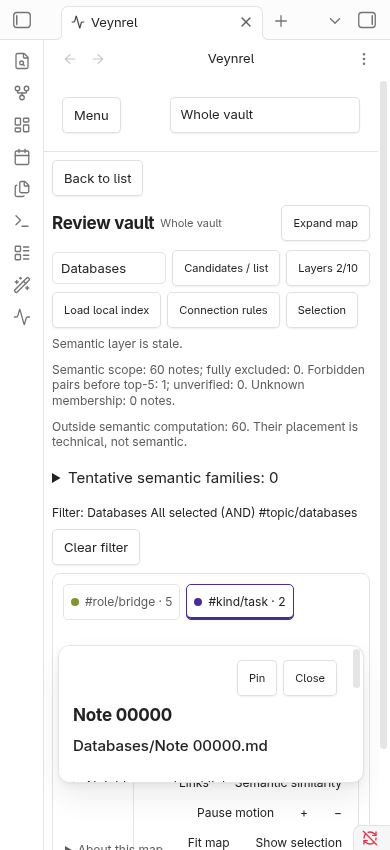 Veynrel
Veynrel
Menu
Whole vault
Back to list
Review vault Whole vault
Expand map
Databases
Candidates / list
Layers 2/10
Load local index
Connection rules
Selection
Semantic layer is stale.
Semantic scope: 60 notes; fully excluded: 0. Forbidden
pairs before top-5: 1; unverified: 0. Unknown
membership: 0 notes.
Outside semantic computation: 60. Their placement is
technical, not semantic.
Tentative semantic families: 0
Filter: Databases All selected (AND) #topic/databases
Clear filter
#role/bridge · 5
#kind/task · 2
Pin
Close
Note 00000
Databases/Note 00000.md
Links
Semantic similarity
Pause motion + −
About this map
Fit map
Show selection